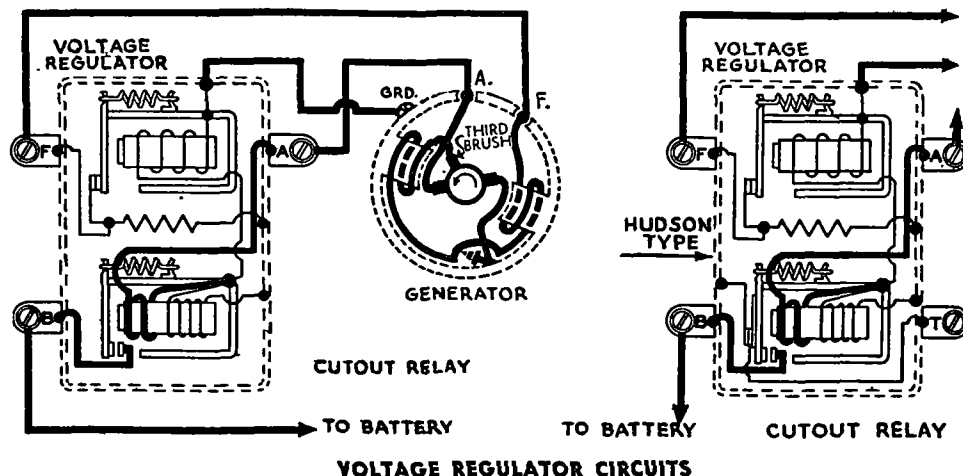 VOLTAGE
REGULATOR
GRD.
A.
F.
THIRD
BRUSH
F
A
B
GENERATOR
CUTOUT RELAY
TO BATTERY
VOLTAGE
REGULATOR
F
A
HUDSON
TYPE
B
T
TO BATTERY
CUTOUT RELAY
VOLTAGE REGULATOR CIRCUITS